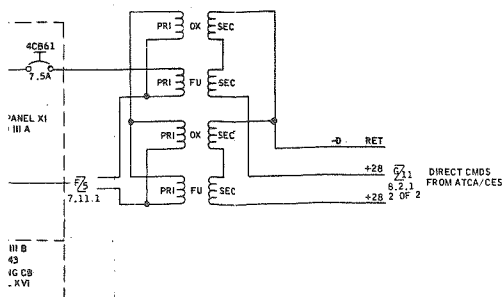 PRI OX SEC
4CB61
7.5A
PRI FU SEC
PANEL XI
III A
PRI OX SEC
-D RET
+28 G/11 DIRECT CMDS
8.2.1 FROM ATCA/CES
F/5
7.11.1
PRI FU SEC
+28 2 OF 2
III B
43
NG CB
XVI